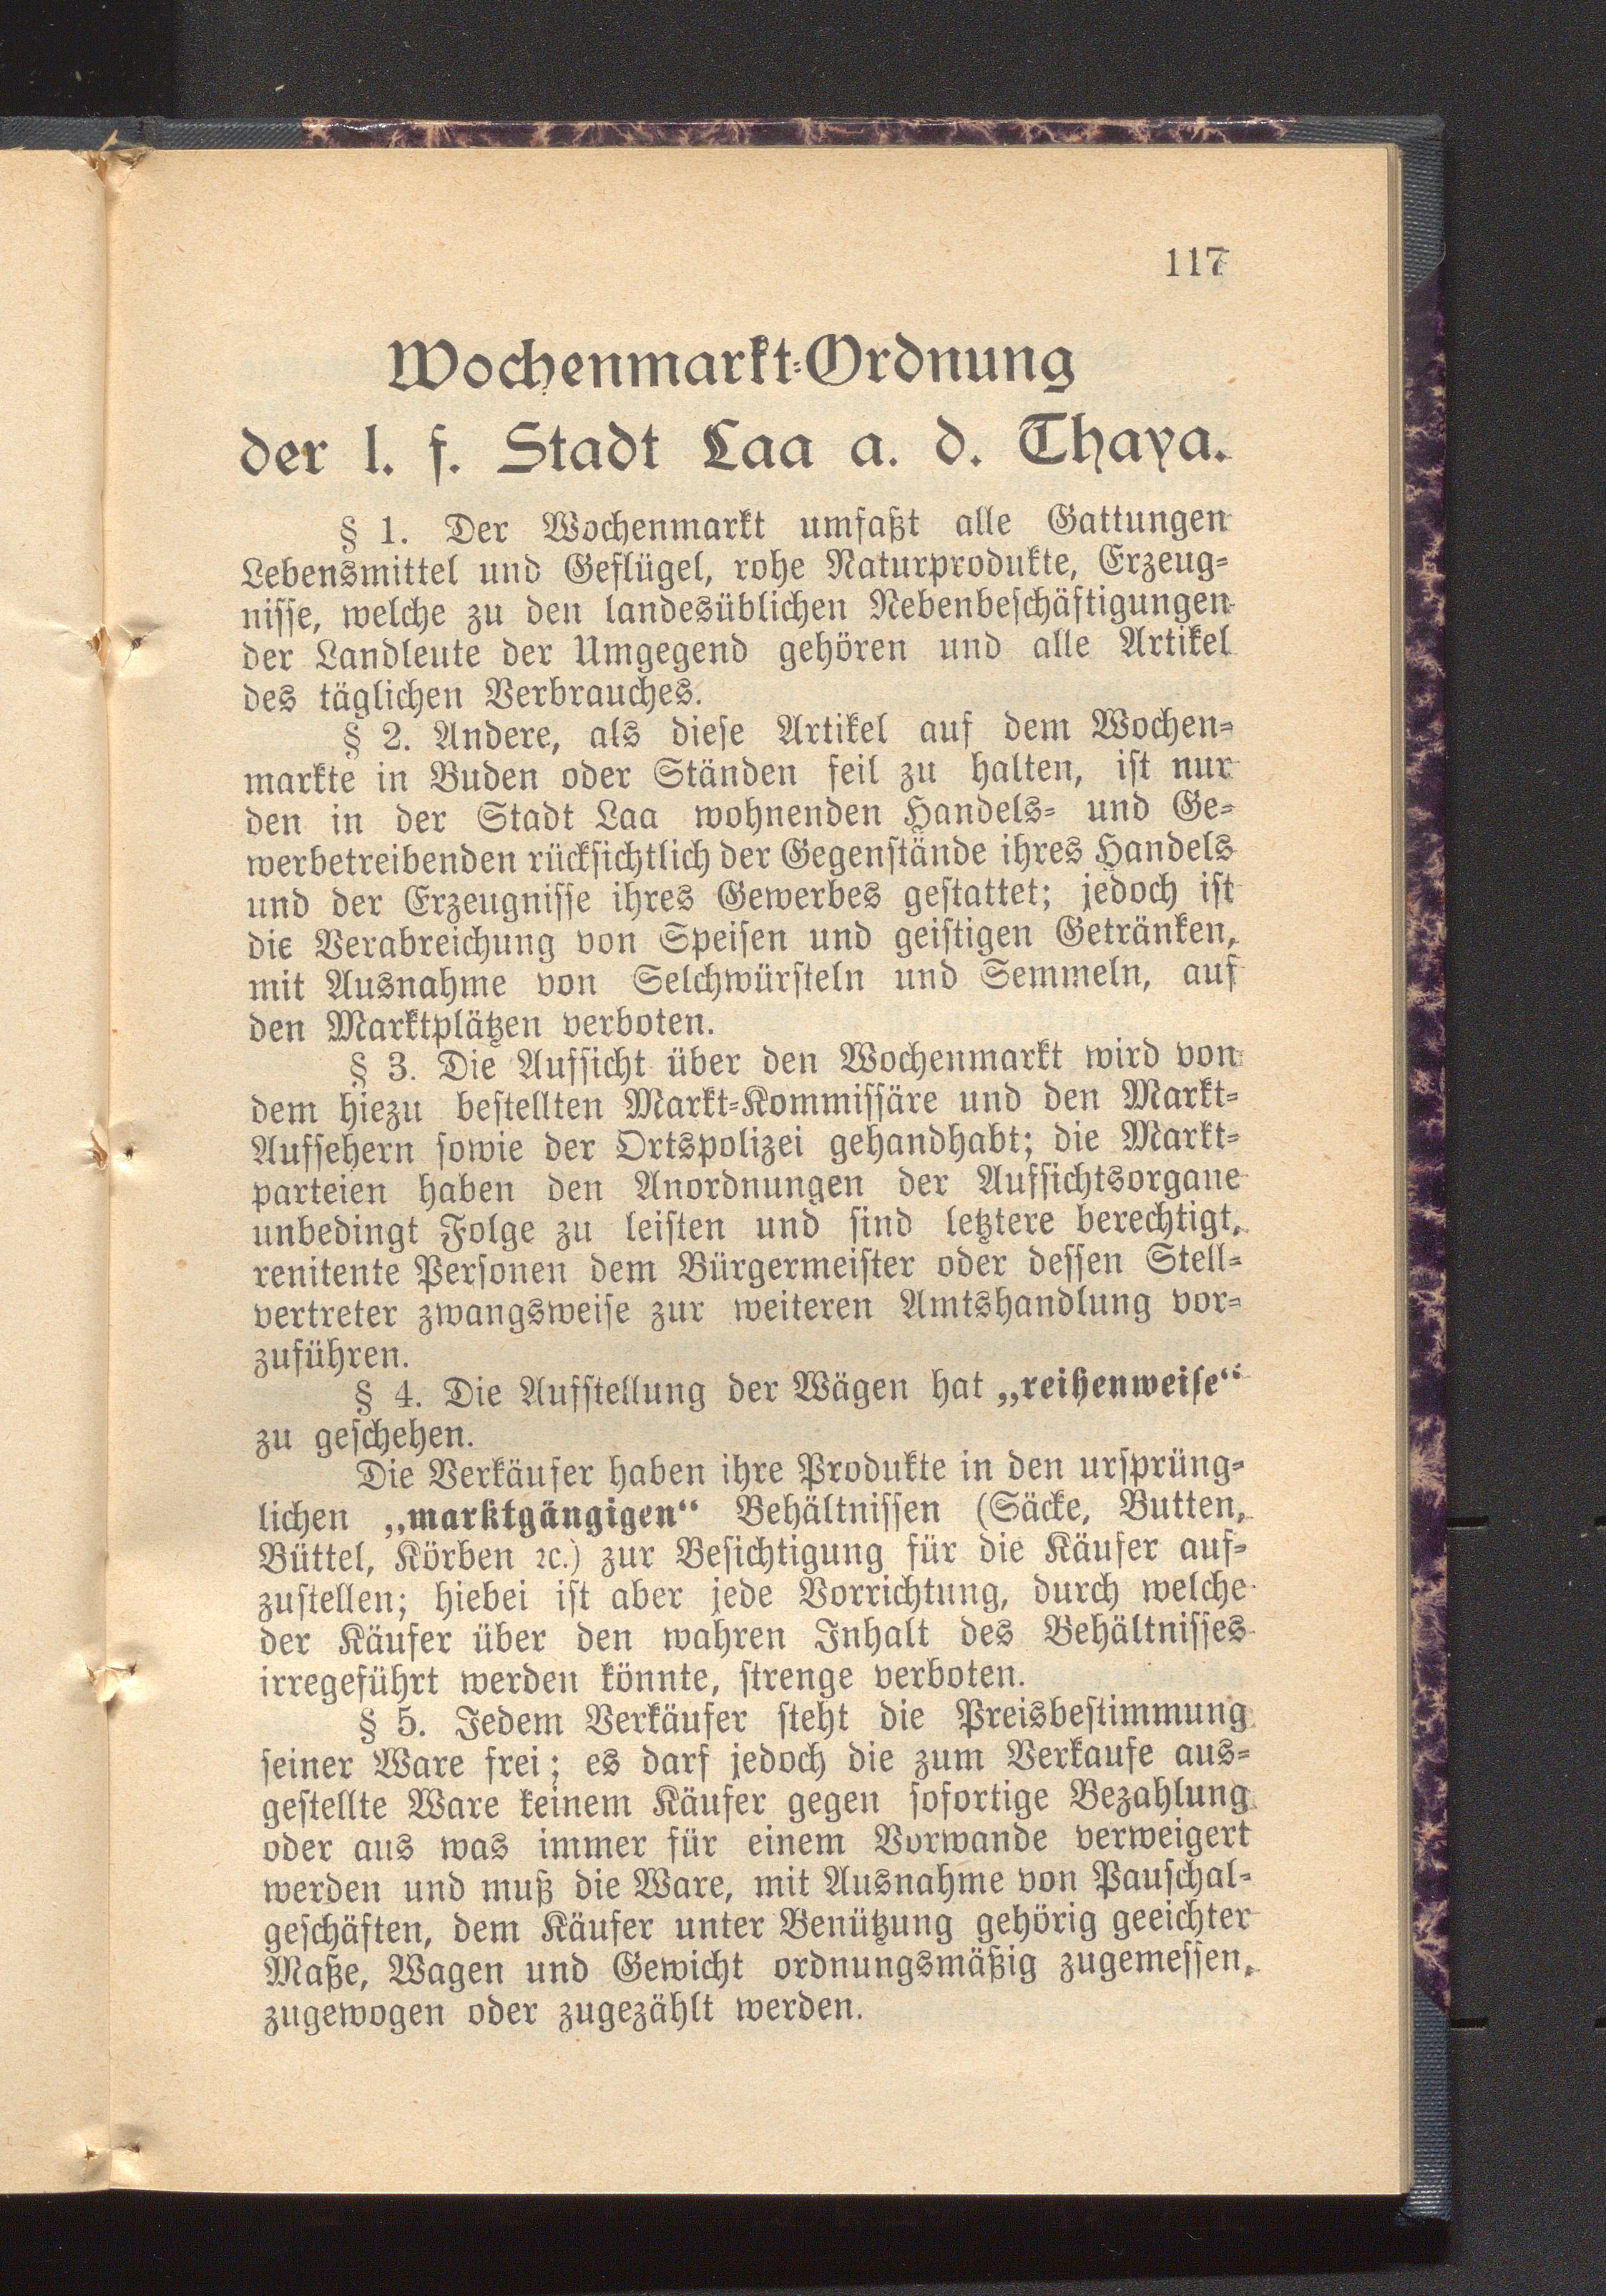 117
Wochenmarkt-Ordnung
der l. f. Stadt Laa a. d. Thaya.
§ 1. Der Wochenmarkt umfaßt alle Gattungen
Lebensmittel und Geflügel, rohe Naturprodukte, Erzeug-
nisse, welche zu den landesüblichen Nebenbeschäftigungen
der Landleute der Umgegend gehören und alle Artikel
des täglichen Verbrauches.
§ 2. Andere, als diese Artikel auf dem Wochen-
markte in Buden oder Ständen feil zu halten, ist nur
den in der Stadt Laa wohnenden Handels- und Ge-
werbetreibenden rücksichtlich der Gegenstände ihres Handels
und der Erzeugnisse ihres Gewerbes gestattet; jedoch ist
die Verabreichung von Speisen und geistigen Getränken,
mit Ausnahme von Selchwürsteln und Semmeln, auf
den Marktplätzen verboten.
§ 3. Die Aufsicht über den Wochenmarkt wird von
dem hiezu bestellten Markt-Kommissäre und den Markt-
Aufsehern sowie der Ortspolizei gehandhabt; die Markt-
parteien haben den Anordnungen der Aufsichtsorgane
unbedingt Folge zu leisten und sind letztere berechtigt,
renitente Personen dem Bürgermeister oder dessen Stell-
vertreter zwangsweise zur weiteren Amtshandlung vor-
zuführen.
§ 4. Die Aufstellung der Wägen hat „reihenweise“
zu geschehen.
Die Verkäufer haben ihre Produkte in den ursprüng-
lichen „marktgängigen“ Behältnissen (Säcke, Butten,
Büttel, Körben ꝛc.) zur Besichtigung für die Käufer auf-
zustellen; hiebei ist aber jede Vorrichtung, durch welche
der Käufer über den wahren Inhalt des Behältnisses
irregeführt werden könnte, strenge verboten.
§ 5. Jedem Verkäufer steht die Preisbestimmung
seiner Ware frei; es darf jedoch die zum Verkaufe aus-
gestellte Ware keinem Käufer gegen sofortige Bezahlung
oder aus was immer für einem Vorwande verweigert
werden und muß die Ware, mit Ausnahme von Pauschal-
geschäften, dem Käufer unter Benützung gehörig geeichter
Maße, Wagen und Gewicht ordnungsmäßig zugemessen,
zugewogen oder zugezählt werden.